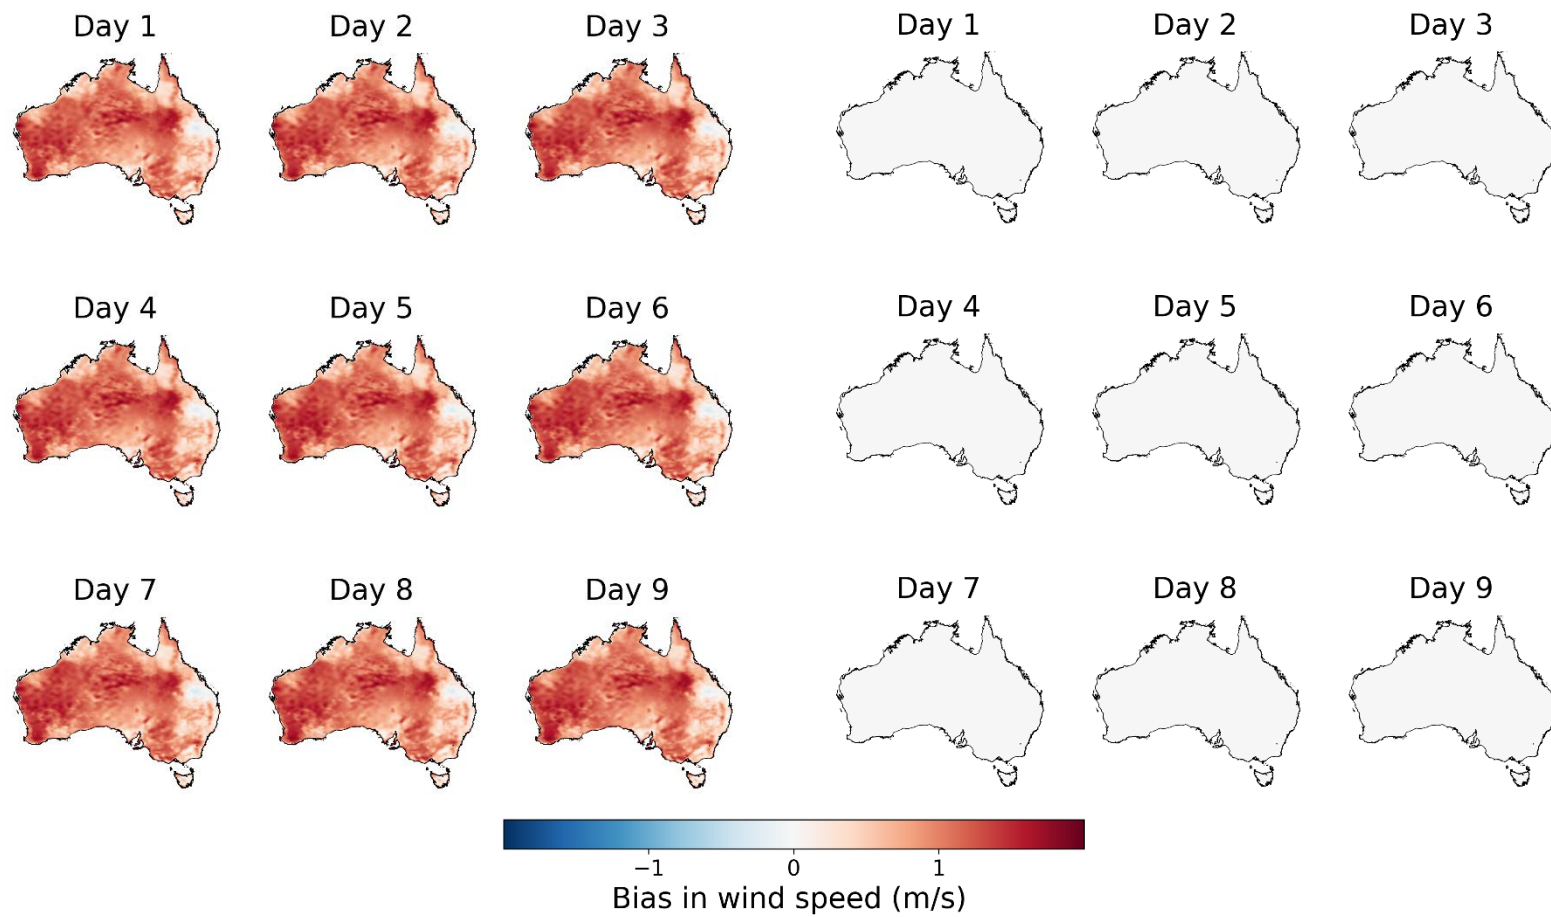 Day 1 Day 2 Day 3 Day 1 Day 2 Day 3
Day 4 Day 5 Day 6 Day 4 Day 5 Day 6
Day 7 Day 8 Day 9 Day 7 Day 8 Day 9
−1 0 1
Bias in wind speed (m/s)